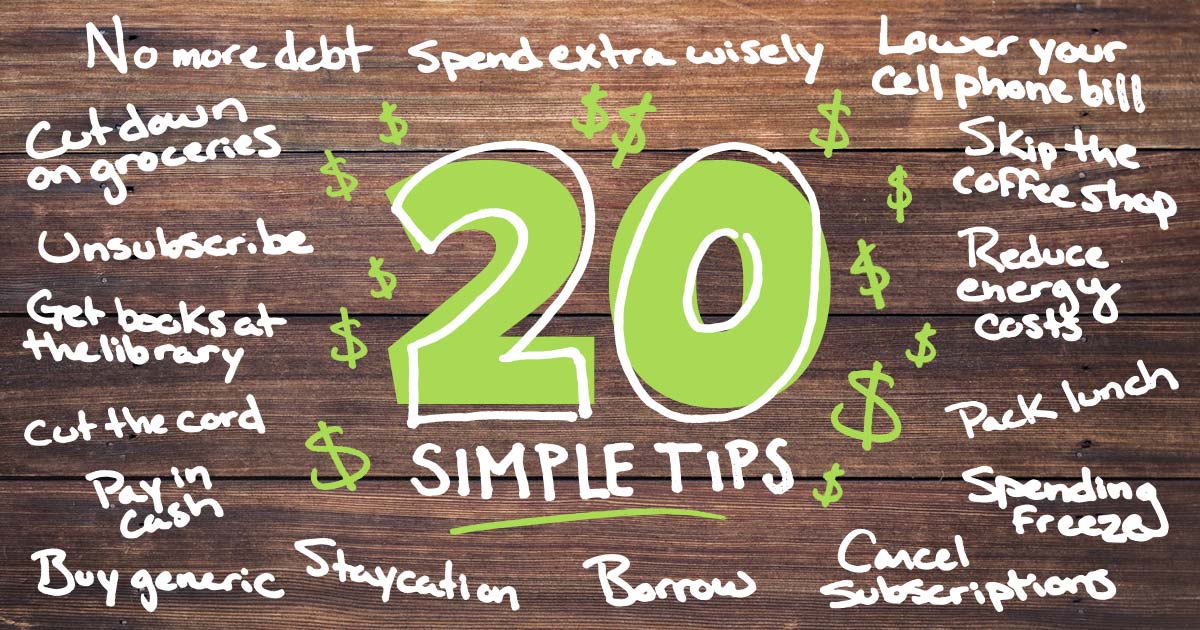 No more debt
Spend extra wisely
Lower your
cell phone bill
Cut down
on groceries
Skip the
coffee shop
Unsubscribe
Reduce
energy
costs
Get books at
the library
20
SIMPLE TIPS
Cut the cord
Pack lunch
Pay in
cash
Spending
freeze
Buy generic
Staycation
Borrow
Cancel
subscriptions
$
$
$
$
$
$
$
$
$
$
$
$
$